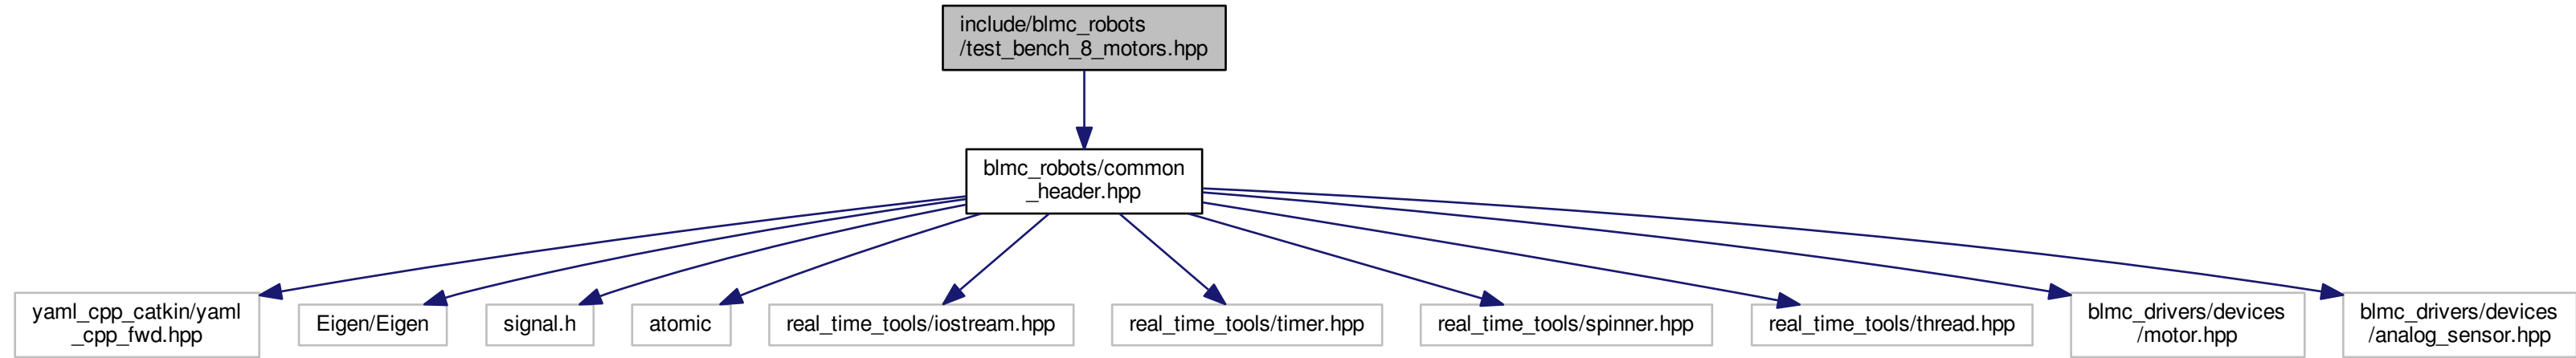 include/blmc_robots
/test_bench_8_motors.hpp
blmc_robots/common
_header.hpp
yaml_cpp_catkin/yaml
_cpp_fwd.hpp
Eigen/Eigen
signal.h
atomic
real_time_tools/iostream.hpp
real_time_tools/timer.hpp
real_time_tools/spinner.hpp
real_time_tools/thread.hpp
blmc_drivers/devices
/motor.hpp
blmc_drivers/devices
/analog_sensor.hpp